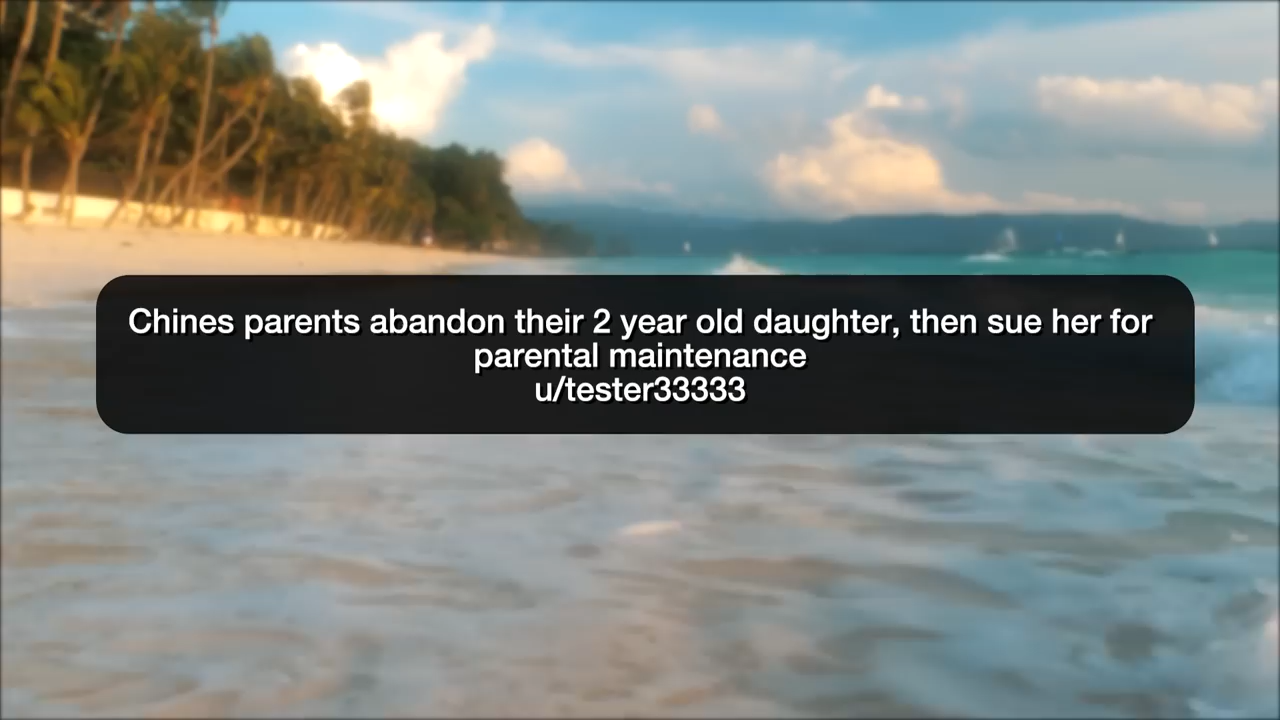 Chines parents abandon their 2 year old daughter, then sue her for
parental maintenance
u/tester33333